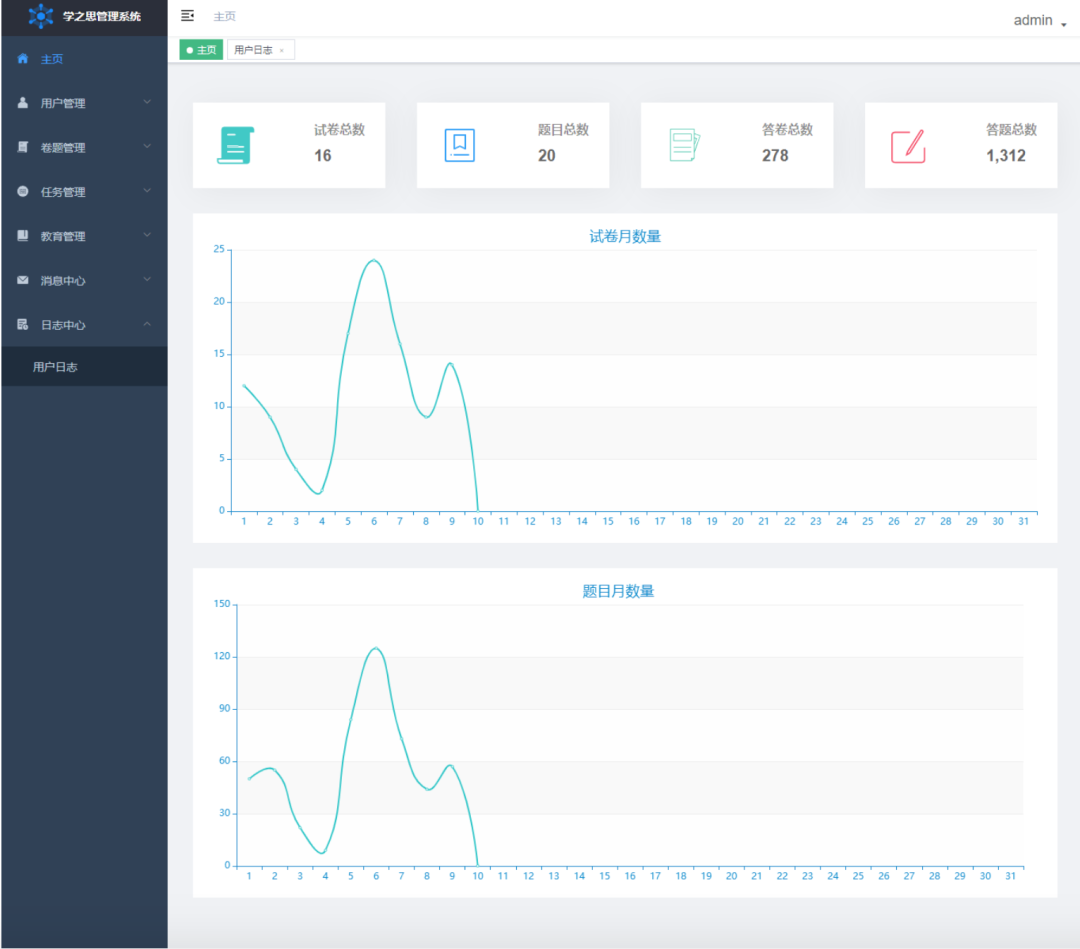 学之思管理系统
主页
admin
主页
用户日志 ×
主页
用户管理
卷题管理
任务管理
教育管理
消息中心
日志中心
用户日志
试卷总数
16
题目总数
20
答卷总数
278
答题总数
1,312
试卷月数量
25
20
15
10
5
0
1 2 3 4 5 6 7 8 9 10 11 12 13 14 15 16 17 18 19 20 21 22 23 24 25 26 27 28 29 30 31
题目月数量
150
120
90
60
30
0
1 2 3 4 5 6 7 8 9 10 11 12 13 14 15 16 17 18 19 20 21 22 23 24 25 26 27 28 29 30 31